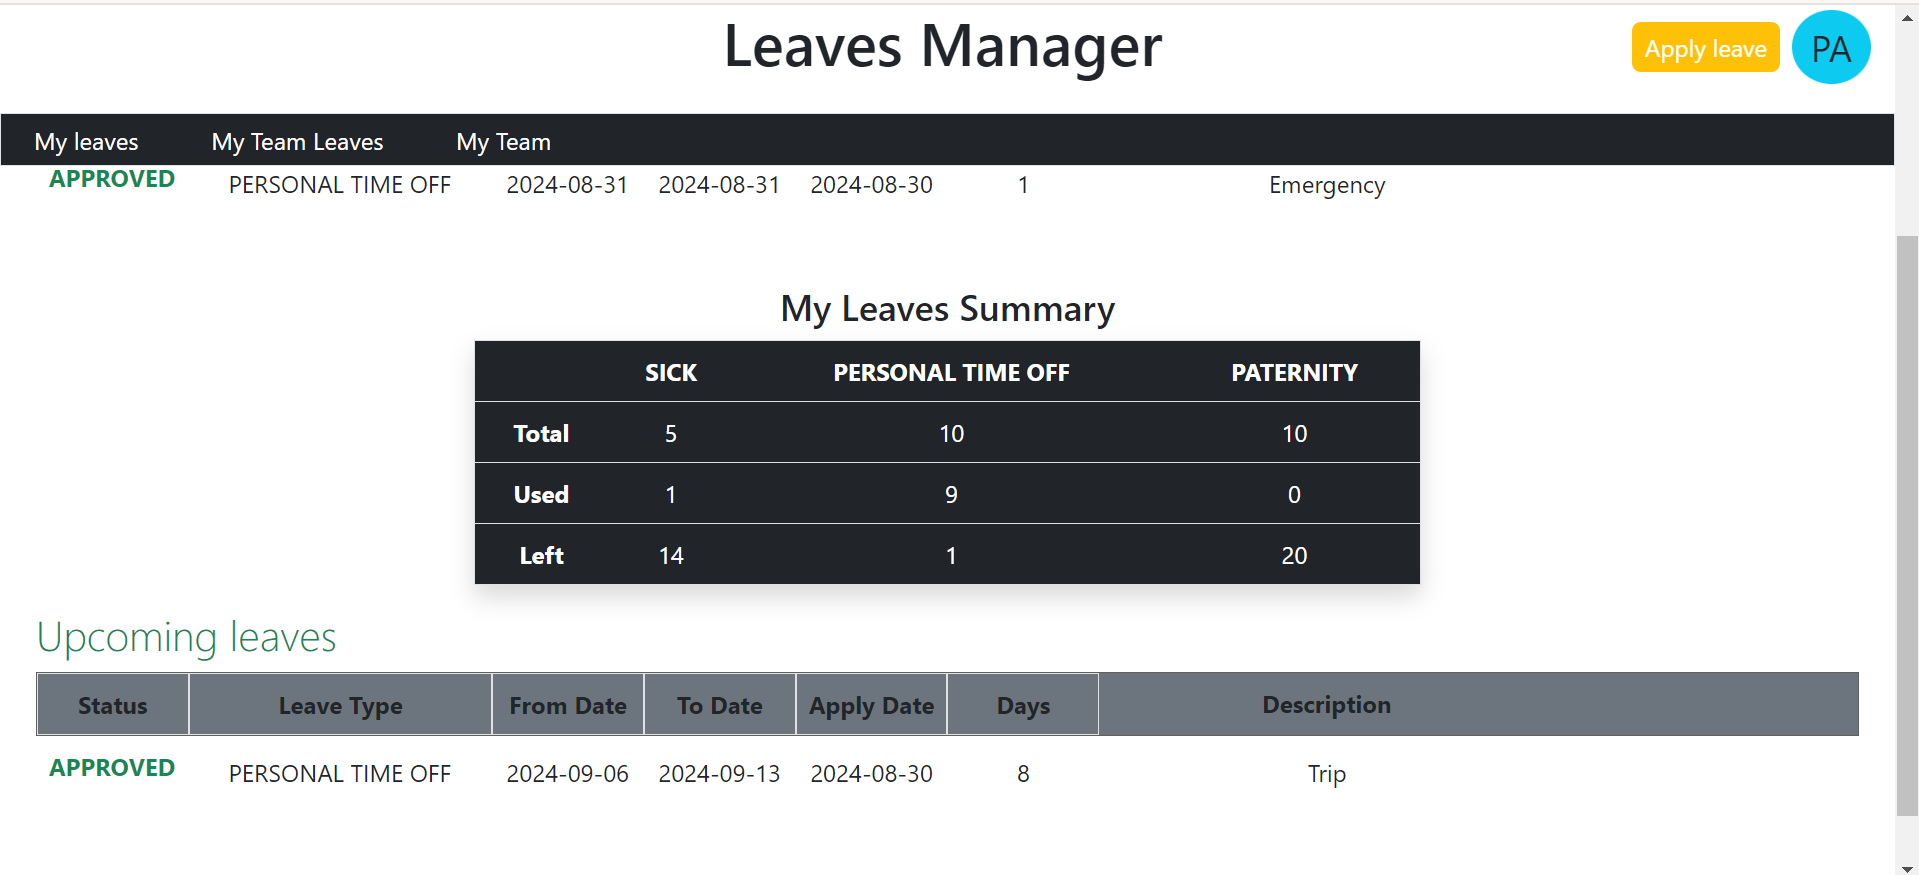 Leaves Manager
Apply leave
PA
My leaves My Team Leaves My Team
APPROVED PERSONAL TIME OFF 2024-08-31 2024-08-31 2024-08-30 1 Emergency
My Leaves Summary
SICK PERSONAL TIME OFF PATERNITY
Total 5 10 10
Used 1 9 0
Left 14 1 20
Upcoming leaves
Status Leave Type From Date To Date Apply Date Days Description
APPROVED PERSONAL TIME OFF 2024-09-06 2024-09-13 2024-08-30 8 Trip